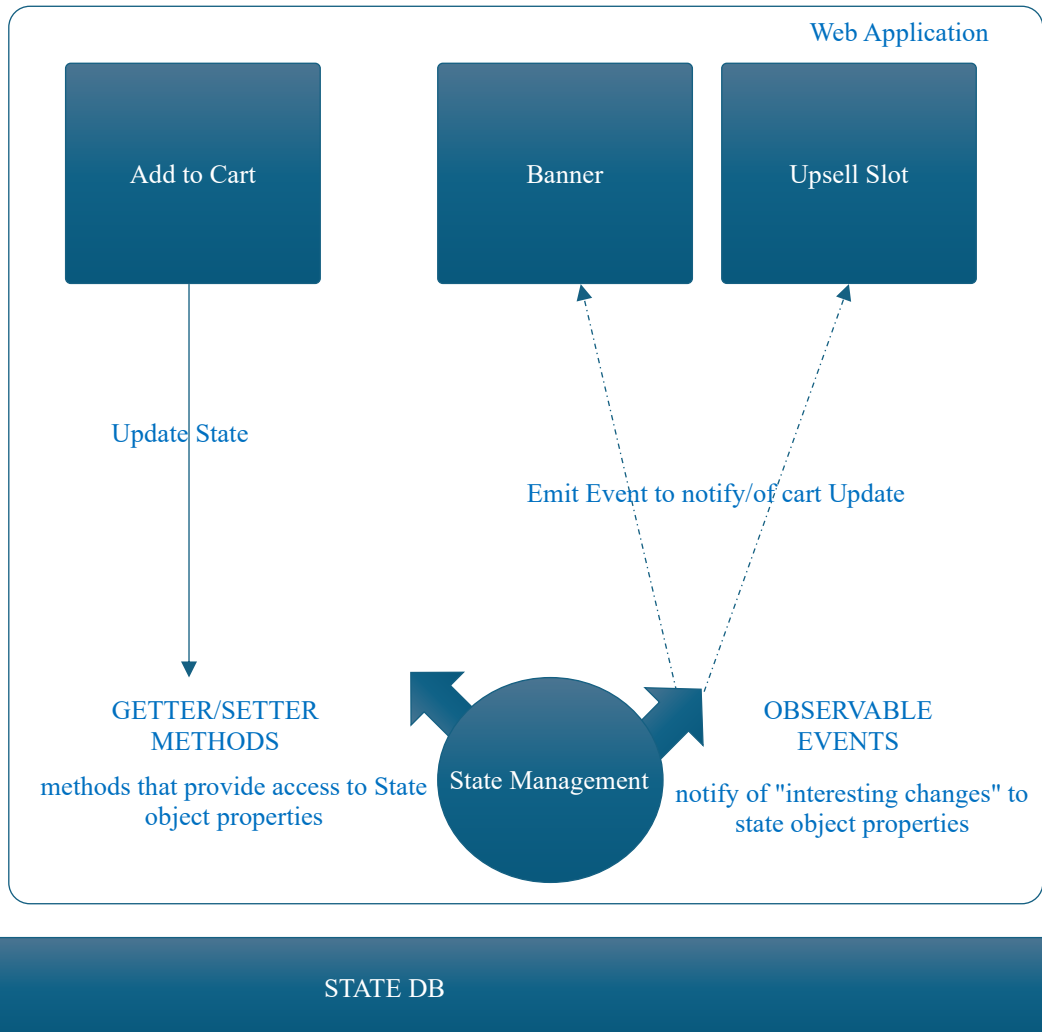 Web Application
Add to Cart
Banner
Upsell Slot
Update State
Emit Event to notify/of cart Update
GETTER/SETTER
METHODS
methods that provide access to State
object properties
State Management
OBSERVABLE
EVENTS
notify of "interesting changes" to
state object properties
STATE DB